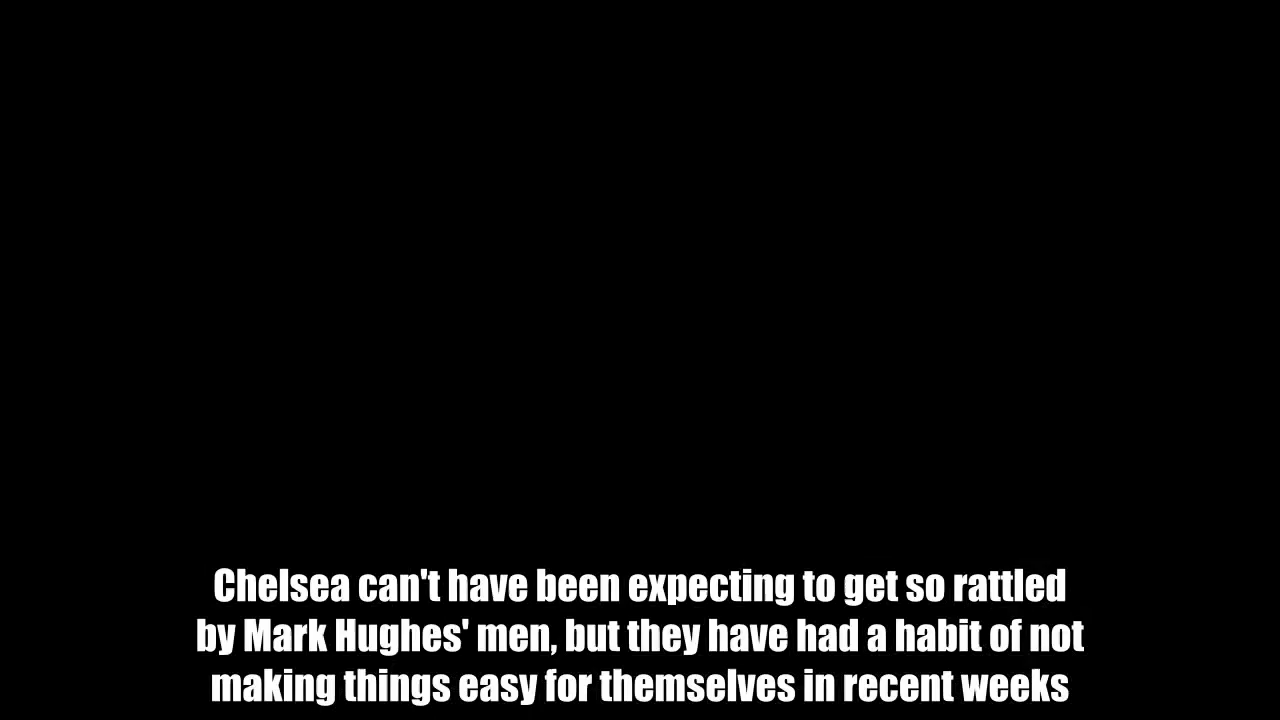 Chelsea can't have been expecting to get so rattled
by Mark Hughes' men, but they have had a habit of not
making things easy for themselves in recent weeks